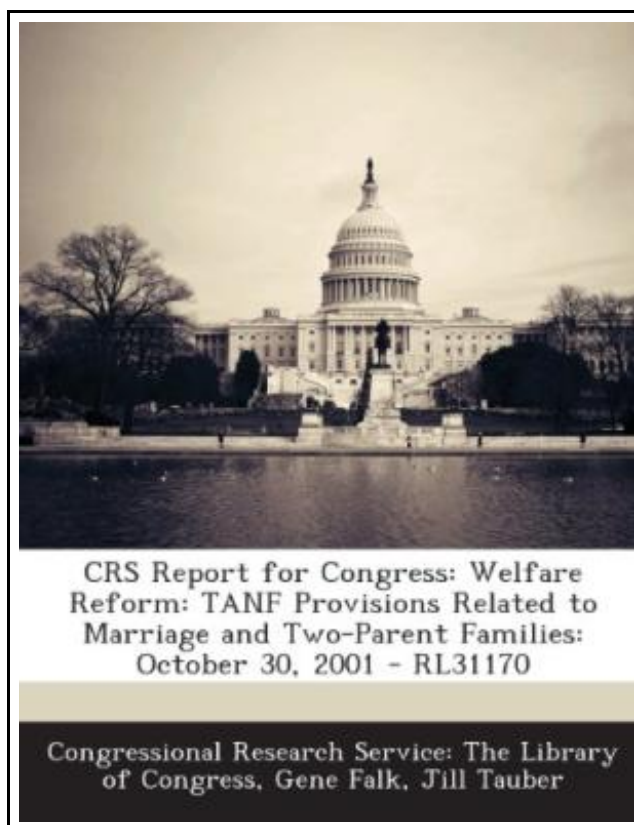 CRS Report for Congress: Welfare
Reform: TANF Provisions Related to
Marriage and Two-Parent Families:
October 30, 2001 - RL31170
Congressional Research Service: The Library
of Congress, Gene Falk, Jill Tauber